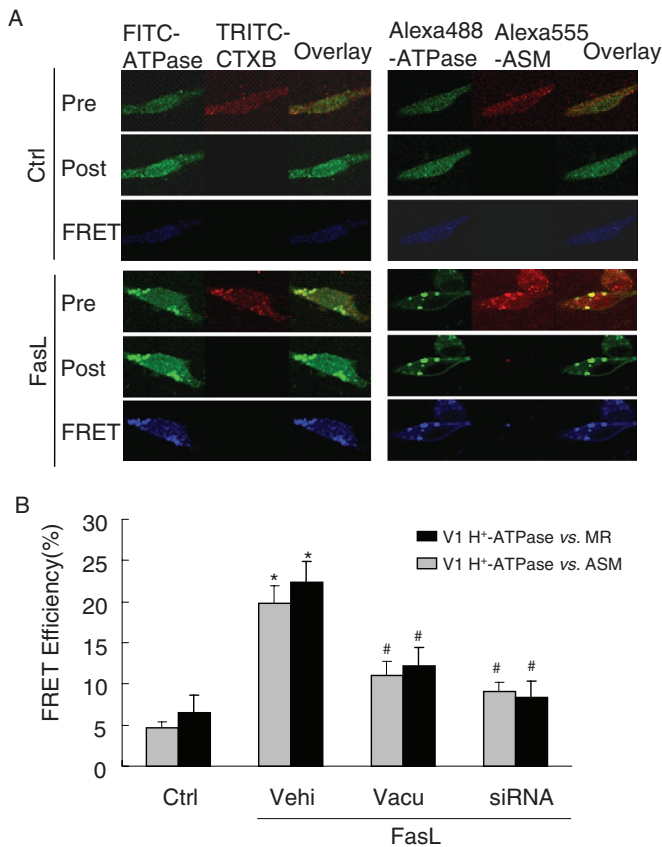 A
FITC-ATPase TRITC-CTXB Overlay
Alexa488-ATPase Alexa555-ASM Overlay
Ctrl
Pre
Post
FRET
FasL
Pre
Post
FRET
B
FRET Efficiency(%)
30
25
20
15
10
5
0
V1 H⁺-ATPase vs. MR
V1 H⁺-ATPase vs. ASM
* *
# #
# #
Ctrl Vehi Vacu siRNA
FasL